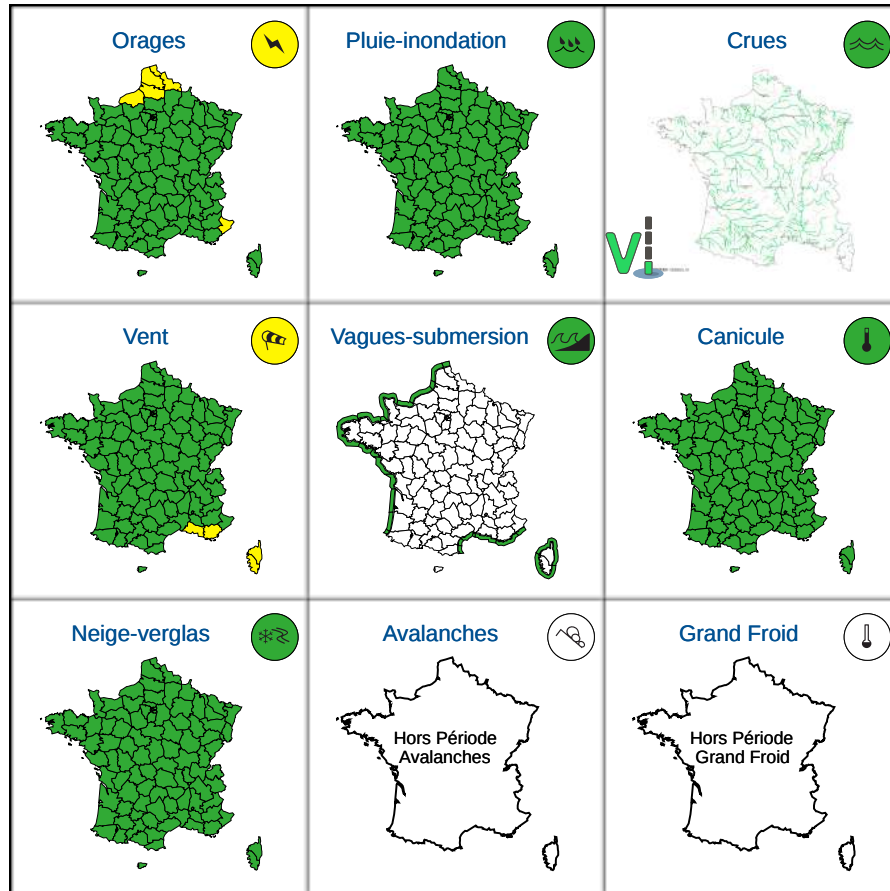 Orages
Pluie-inondation
Crues
Vent
Vagues-submersion
Canicule
Neige-verglas
Avalanches
Grand Froid
Hors Période
Avalanches
Hors Période
Grand Froid